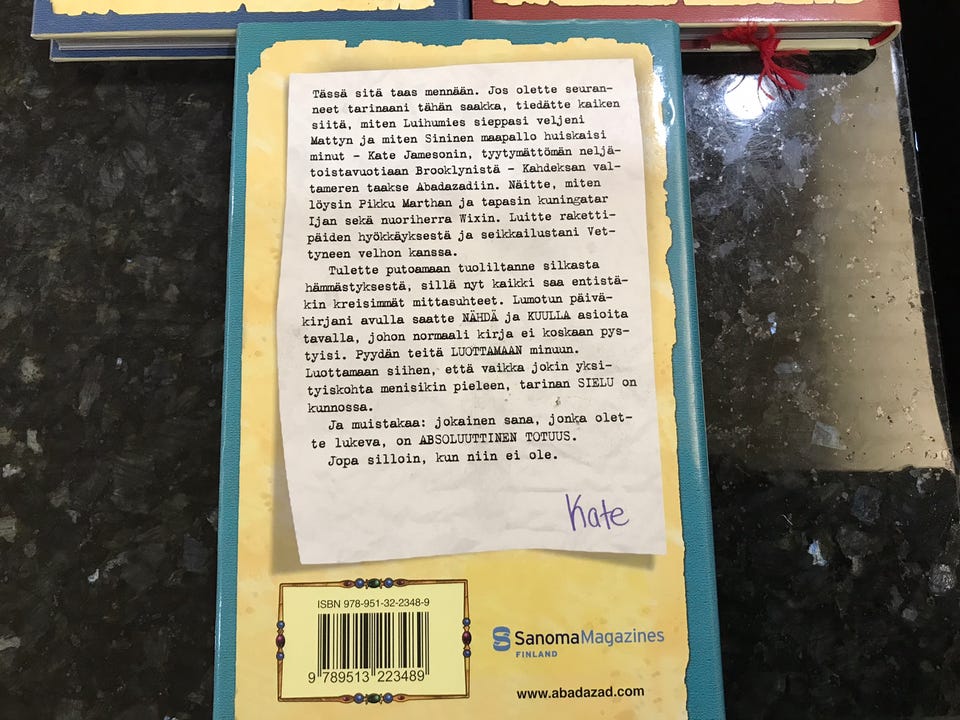 Tässä sitä taas mennään. Jos olette seuran-
neet tarinaani tähän saakka, tiedätte kaiken
siitä, miten Luihumies sieppasi veljeni
Mattyn ja miten Sininen maapallo huiskaisi
minut - Kate Jamesonin, tyytymättömän neljä-
toistavuotiaan Brooklynistä - Kahdeksan val-
tameren taakse Abadazadiin. Näitte, miten
löysin Pikku Marthan ja tapasin kuningatar
Ijan sekä nuoriherra Wixin. Luitte raketti-
päiden hyökkäyksestä ja seikkailustani Vet-
tyneen velhon kanssa.
Tulette putoamaan tuoliltanne silkasta
hämmästyksestä, sillä nyt kaikki saa entistä-
kin kreisimmät mittasuhteet. Lumotun päivä-
kirjani avulla saatte NÄHDÄ ja KUULLA asioita
tavalla, johon normaali kirja ei koskaan pys-
tyisi. Pyydän teitä LUOTTAMAAN minuun.
Luottamaan siihen, että vaikka jokin yksi-
tyiskohta menisikin pieleen, tarinan SIELU on
kunnossa.
Ja muistakaa: jokainen sana, jonka olet-
te lukeva, on ABSOLUUTTINEN TOTUUS.
Jopa silloin, kun niin ei ole.
Kate
ISBN 978-951-32-2348-9
9 789513 223489
SanomaMagazines
FINLAND
www.abadazad.com